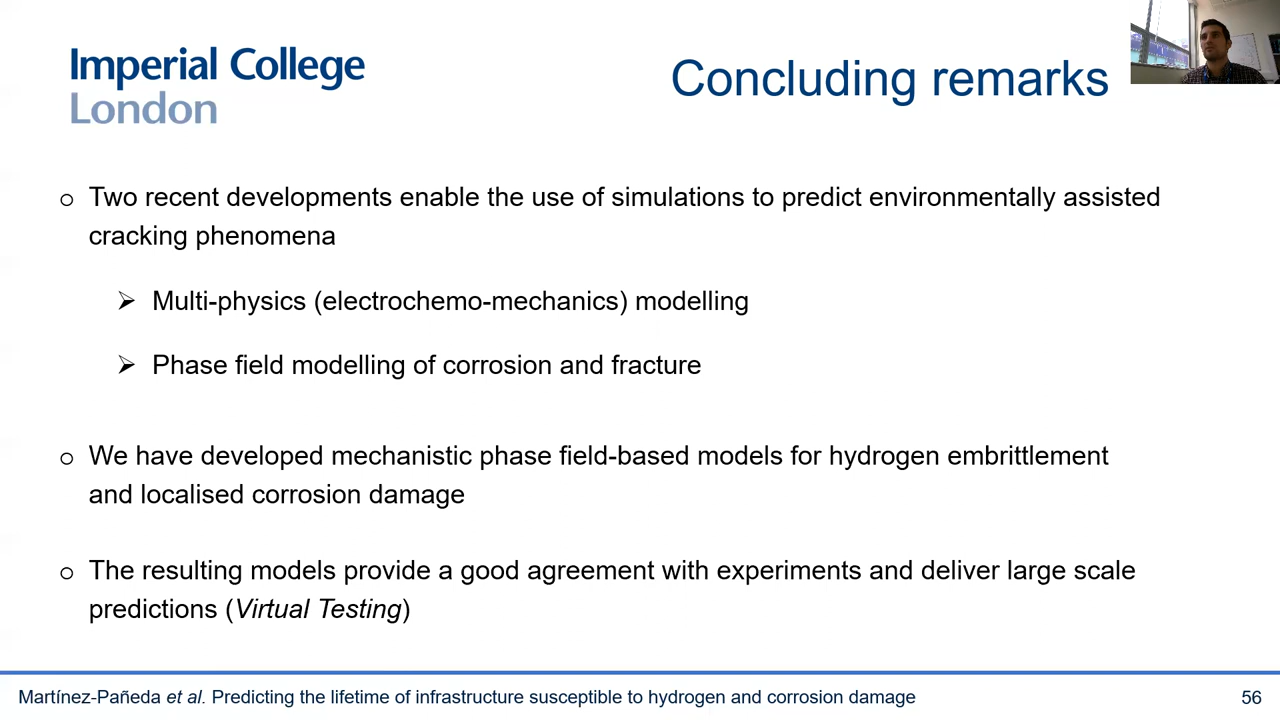 Imperial College
London
Concluding remarks
Two recent developments enable the use of simulations to predict environmentally assisted
cracking phenomena
Multi-physics (electrochemo-mechanics) modelling
Phase field modelling of corrosion and fracture
We have developed mechanistic phase field-based models for hydrogen embrittlement
and localised corrosion damage
The resulting models provide a good agreement with experiments and deliver large scale
predictions (Virtual Testing)
Martínez-Pañeda et al. Predicting the lifetime of infrastructure susceptible to hydrogen and corrosion damage
56